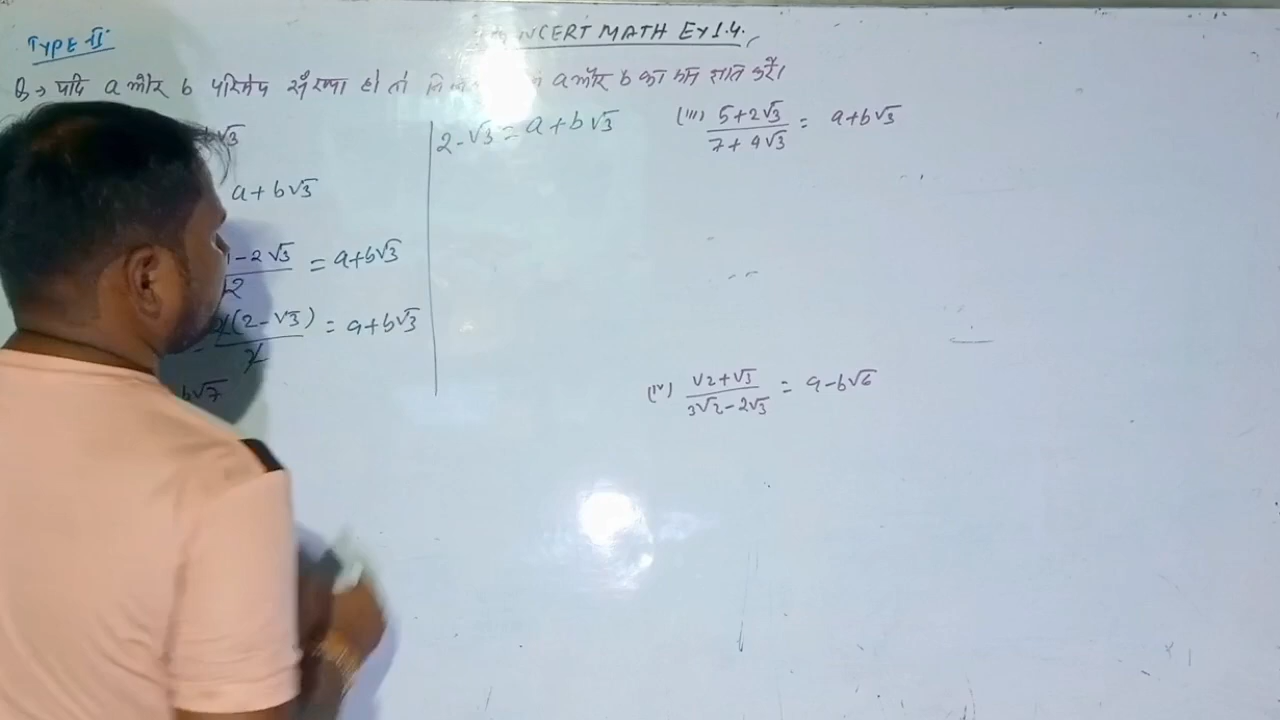 TYPE-II
NCERT MATH Ex 1.4.
Q→ यदि a और b परिमेय संख्या हो तो a और b का मान ज्ञात करें।
b√3
a+b√3
1-2√3 / 2 = a+b√3
2(2-√3) / 2 = a+b√3
b√7
2-√3 = a+b√3
(iii) 5+2√3 / 7+4√3 = a+b√3
(iv) √2+√3 / 3√2-2√3 = a-b√6